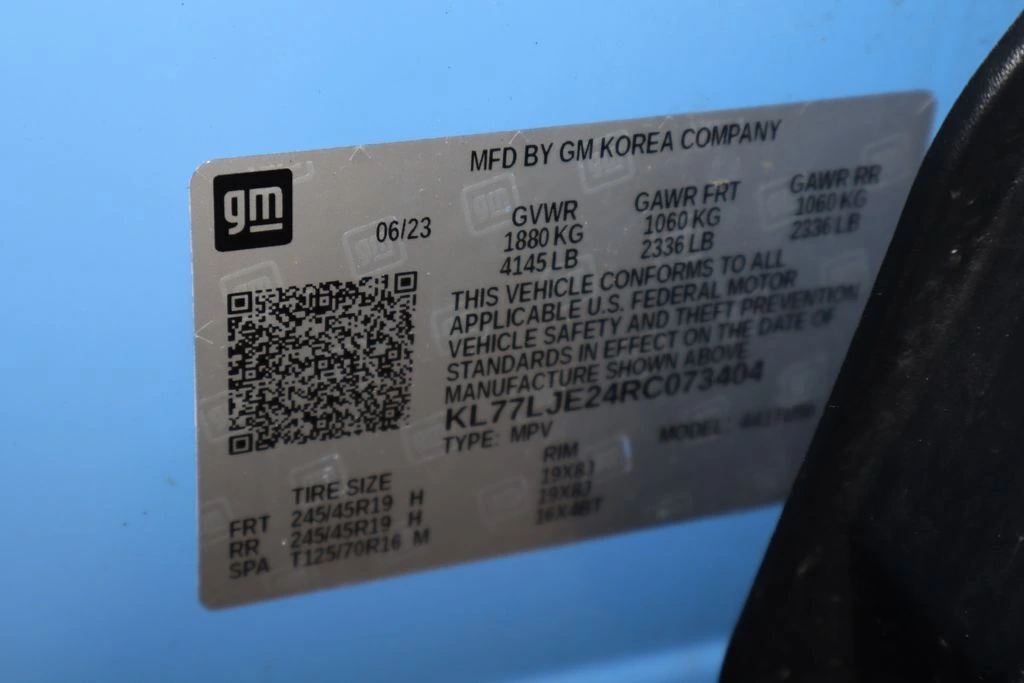 MFD BY GM KOREA COMPANY
gm
06/23
GVWR GAWR FRT GAWR RR
1880 KG 1060 KG 1060 KG
4145 LB 2336 LB 2336 LB
THIS VEHICLE CONFORMS TO ALL
APPLICABLE U.S. FEDERAL MOTOR
VEHICLE SAFETY AND THEFT PREVENTION
STANDARDS IN EFFECT ON THE DATE OF
MANUFACTURE SHOWN ABOVE
KL77LJE24RC073404
TYPE: MPV MODEL:
TIRE SIZE RIM
FRT 245/45R19 H 19X8J
RR 245/45R19 H 19X8J
SPA T125/70R16 M 16X4BT